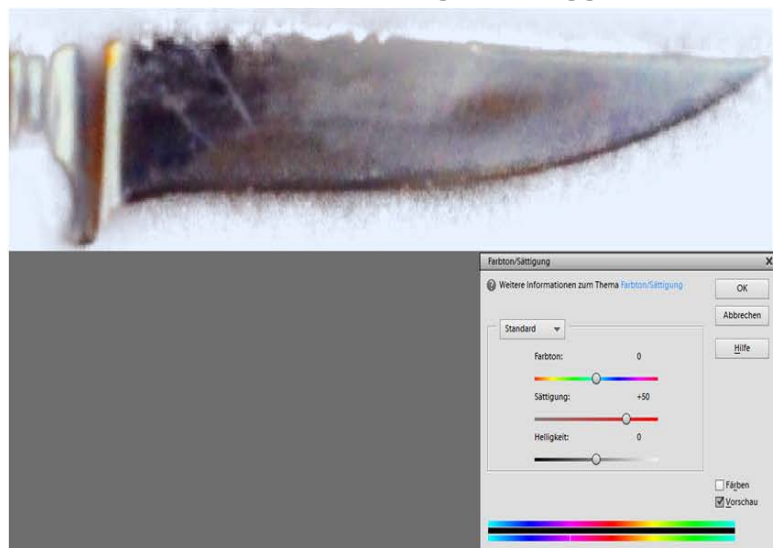 Farbton/Sättigung
X
Weitere Informationen zum Thema Farbton/Sättigung
OK
Abbrechen
Hilfe
Standard
Farbton: 0
Sättigung: +50
Helligkeit: 0
Färben
Vorschau